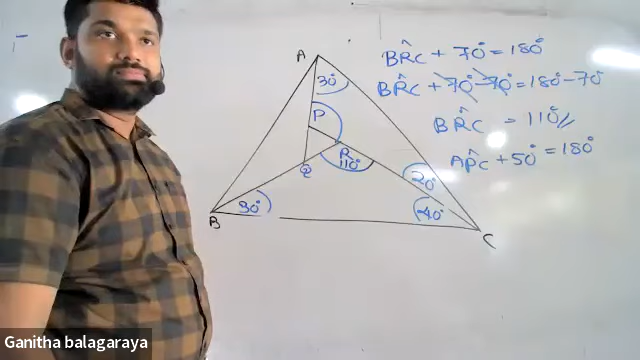 BR̂C + 70° = 180°
BR̂C + 70° - 70° = 180° - 70
BR̂C = 110°//
AP̂C + 50° = 180°
A
30°
P
R
110°
Q
20°
30°
40°
B
C
Ganitha balagaraya